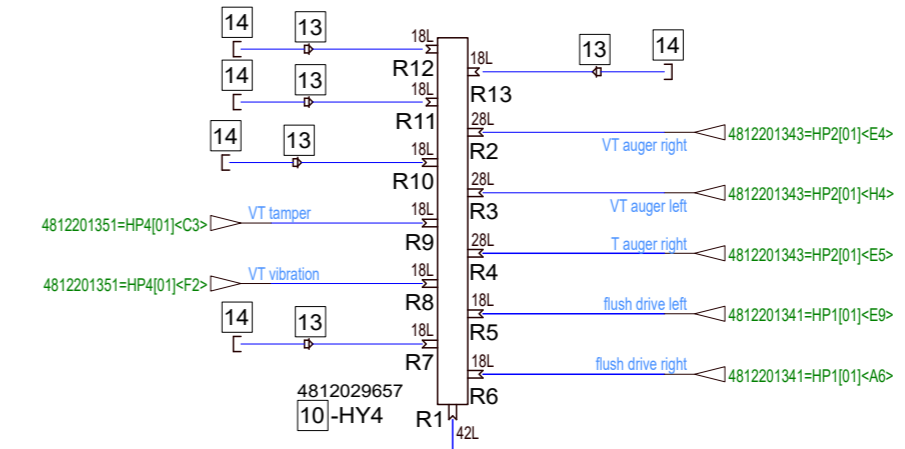 14
13
18L
R12
14
13
18L
R11
14
13
18L
R10
4812201351=HP4[01]<C3>
VT tamper
18L
R9
4812201351=HP4[01]<F2>
VT vibration
18L
R8
14
13
18L
R7
4812029657
10 -HY4
R1
42L
18L
13
14
R13
28L
R2
VT auger right
4812201343=HP2[01]<E4>
28L
R3
VT auger left
4812201343=HP2[01]<H4>
28L
R4
T auger right
4812201343=HP2[01]<E5>
18L
R5
flush drive left
4812201341=HP1[01]<E9>
18L
R6
flush drive right
4812201341=HP1[01]<A6>